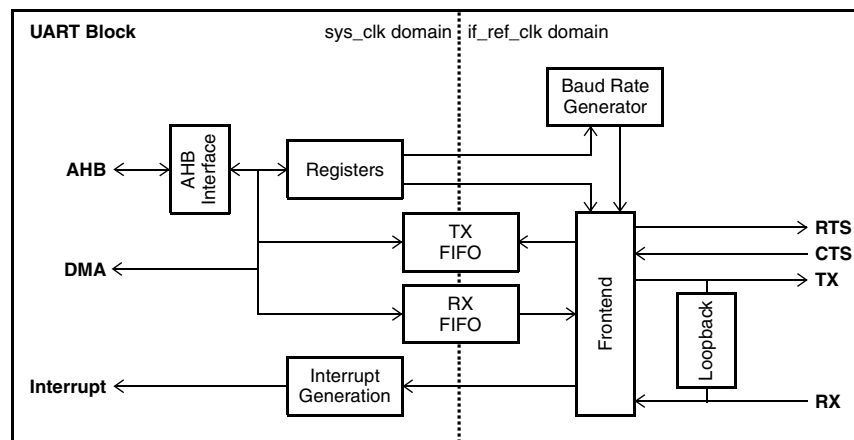 UART Block
sys_clk domain
if_ref_clk domain
Baud Rate
Generator
AHB
AHB
Interface
Registers
TX
FIFO
RTS
CTS
DMA
TX
RX
FIFO
Frontend
Loopback
Interrupt
Interrupt
Generation
RX